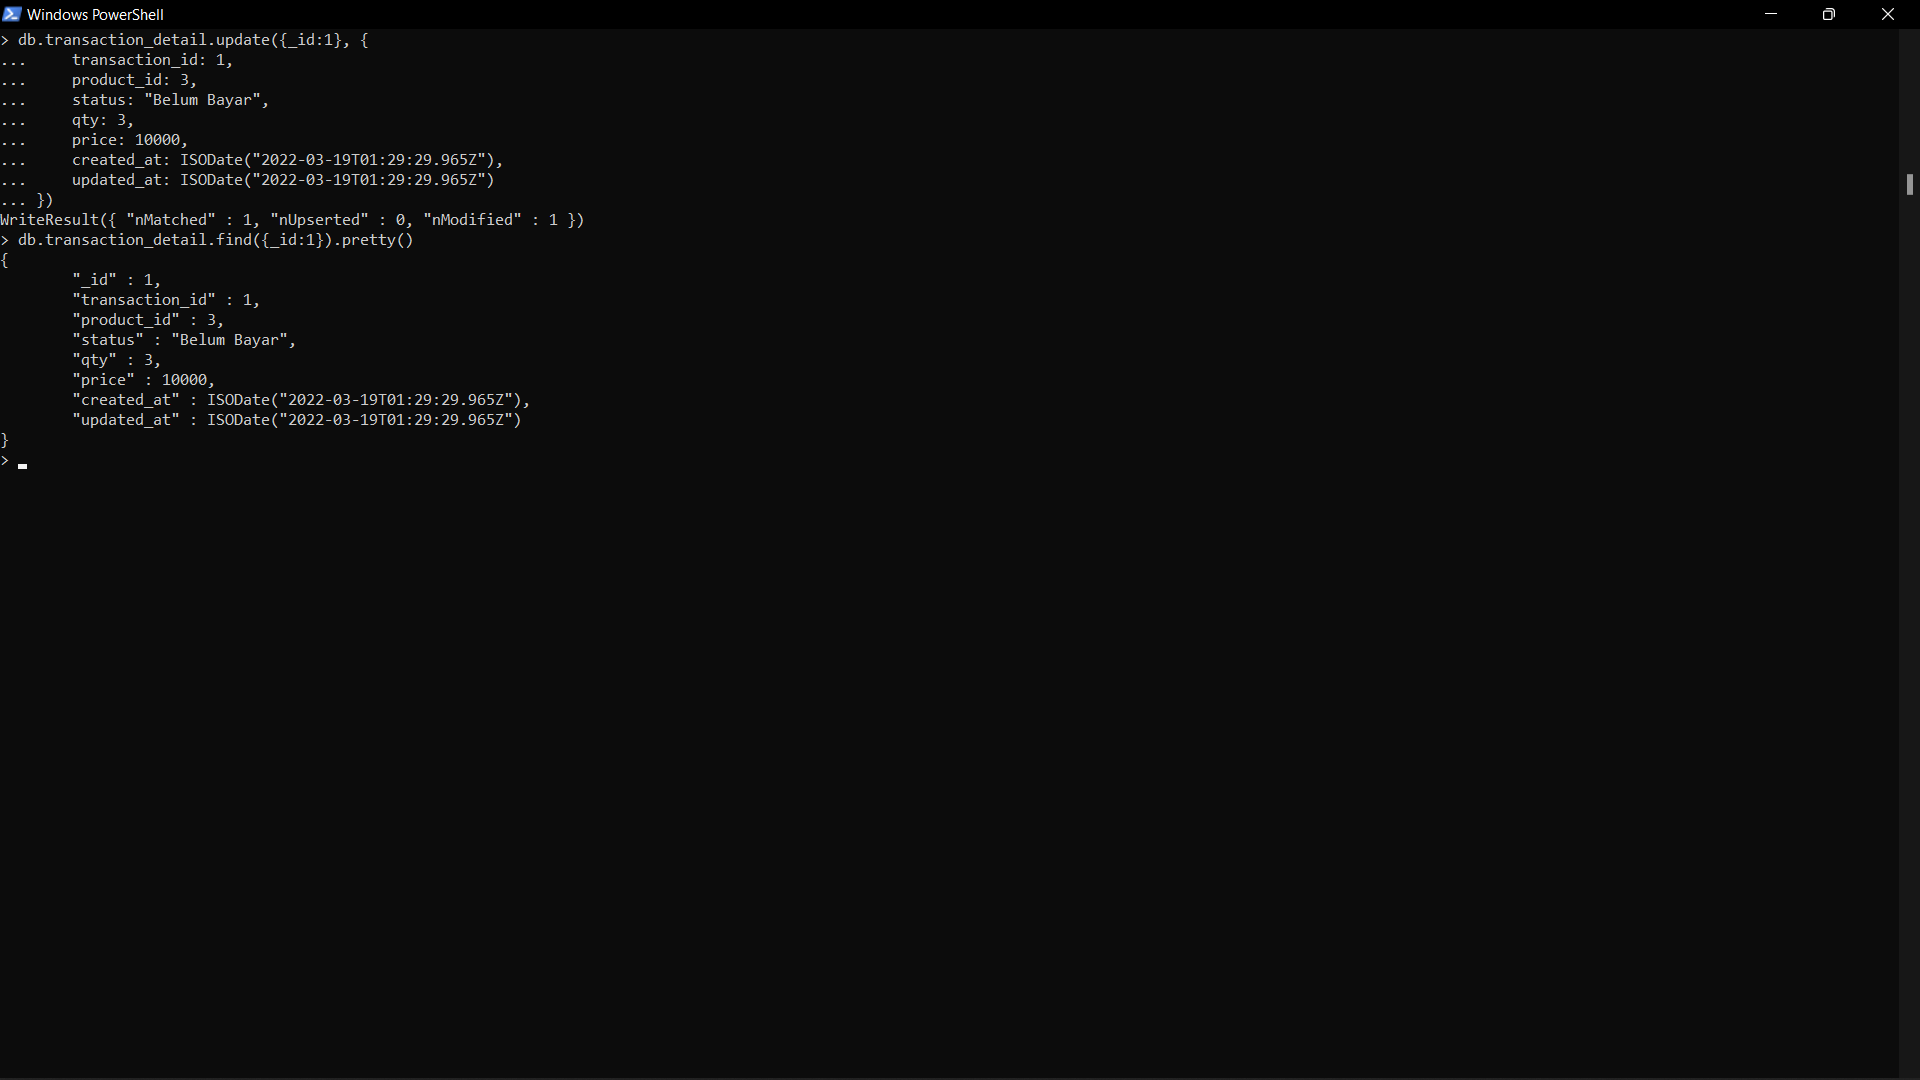 Windows PowerShell
> db.transaction_detail.update({_id:1}, {
...     transaction_id: 1,
...     product_id: 3,
...     status: "Belum Bayar",
...     qty: 3,
...     price: 10000,
...     created_at: ISODate("2022-03-19T01:29:29.965Z"),
...     updated_at: ISODate("2022-03-19T01:29:29.965Z")
... })
WriteResult({ "nMatched" : 1, "nUpserted" : 0, "nModified" : 1 })
> db.transaction_detail.find({_id:1}).pretty()
{
        "_id" : 1,
        "transaction_id" : 1,
        "product_id" : 3,
        "status" : "Belum Bayar",
        "qty" : 3,
        "price" : 10000,
        "created_at" : ISODate("2022-03-19T01:29:29.965Z"),
        "updated_at" : ISODate("2022-03-19T01:29:29.965Z")
}
>